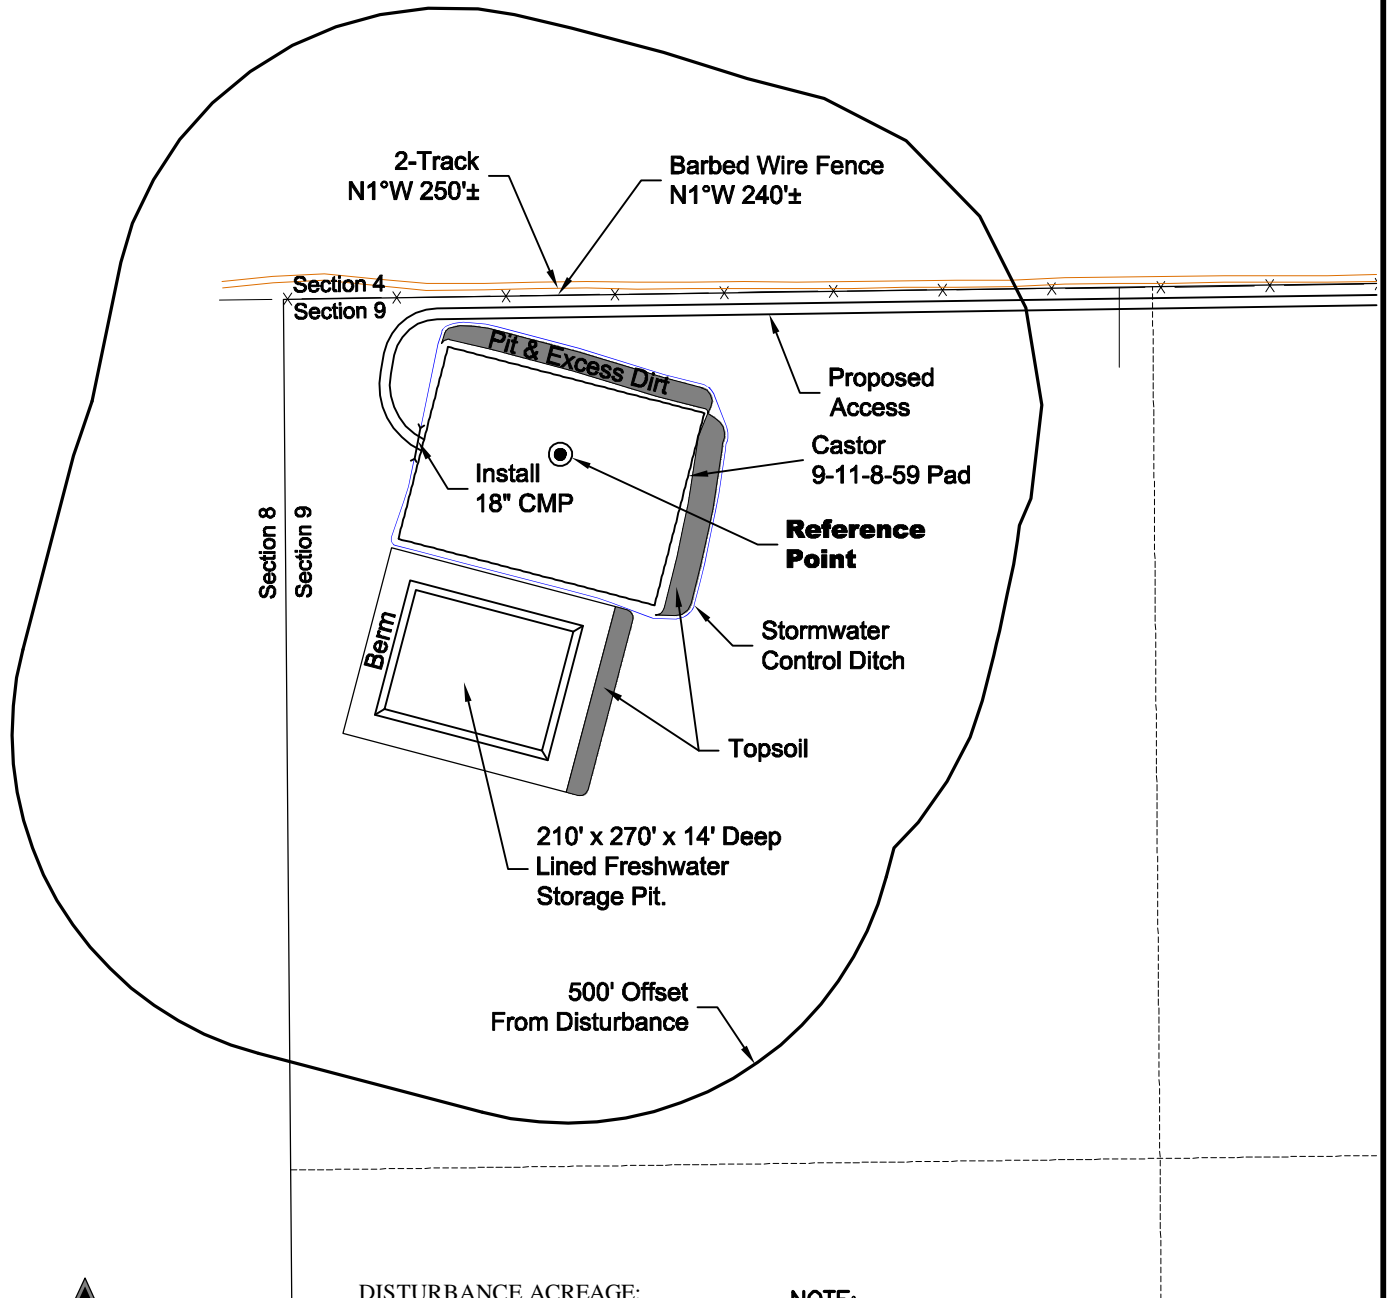 2-Track
N1°W 250'±
Barbed Wire Fence
N1°W 240'±
Section 4
Section 9
Pit & Excess Dirt
Proposed
Access
Castor
9-11-8-59 Pad
Install
18" CMP
Reference
Point
Section 8
Section 9
Berm
Stormwater
Control Ditch
Topsoil
210' x 270' x 14' Deep
Lined Freshwater
Storage Pit.
500' Offset
From Disturbance
DISTURBANCE ACREAGE:
NOTE: